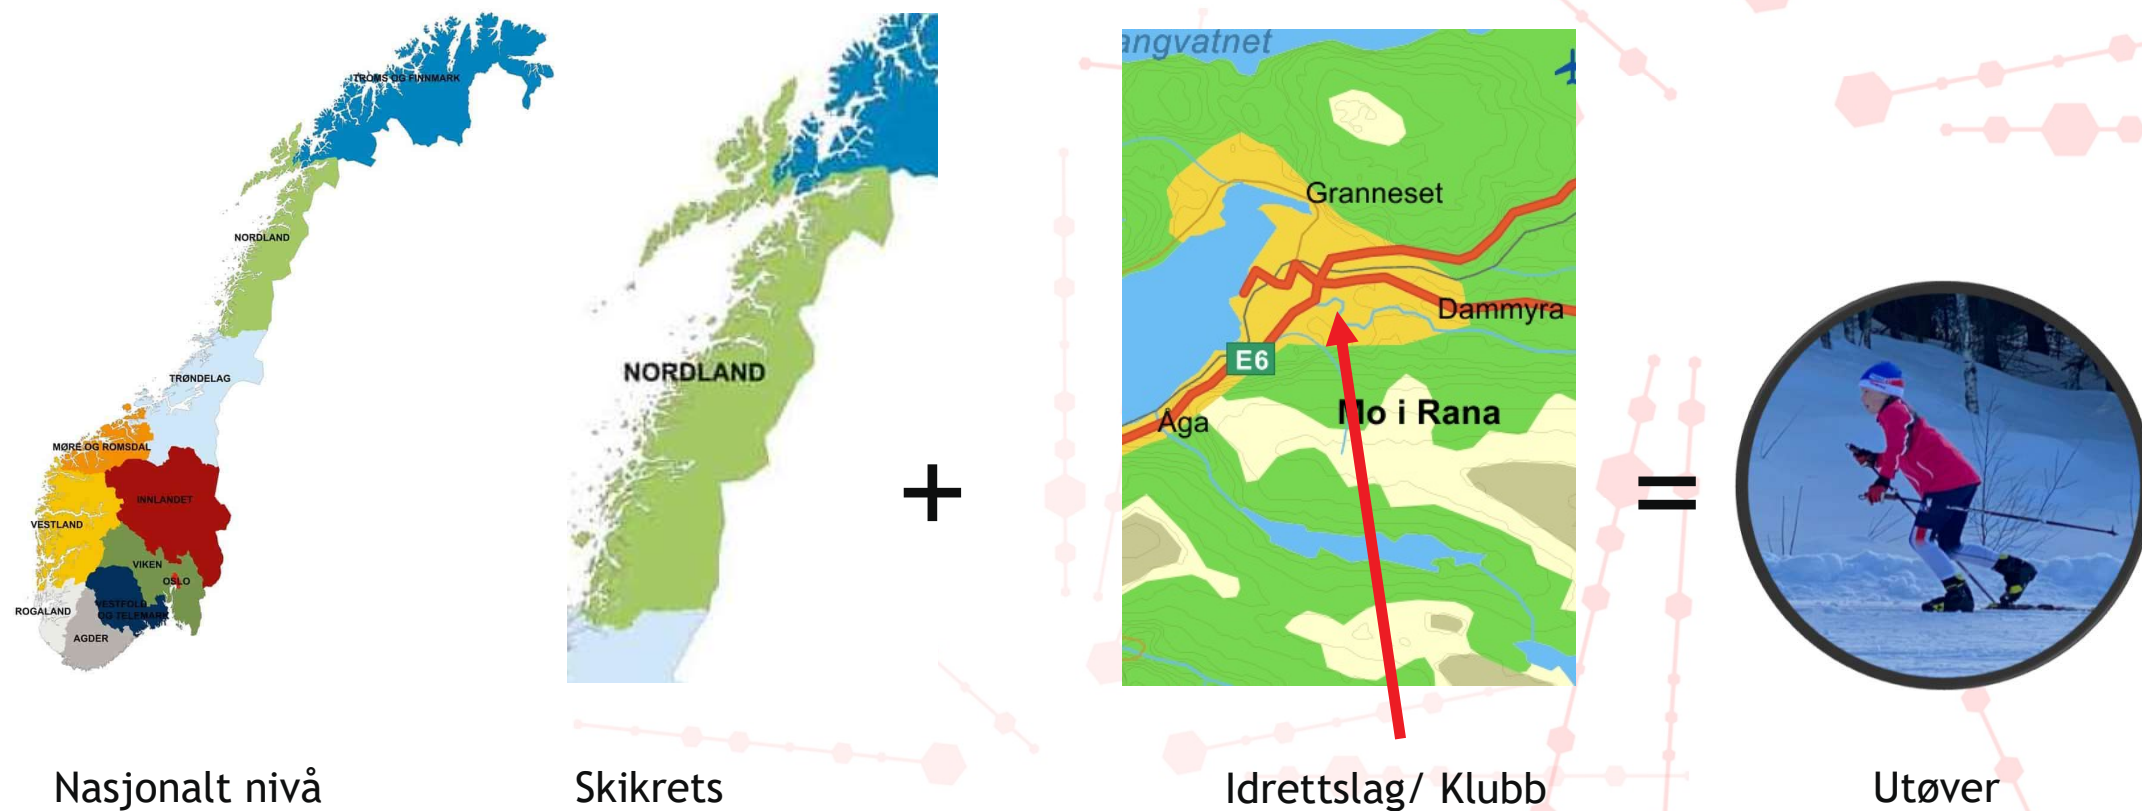 TROMS OG FINNMARK
NORDLAND
TRØNDELAG
MØRE OG ROMSDAL
INNLANDET
VESTLAND
VIKEN
OSLO
ROGALAND
VESTFOLD
OG TELEMARK
AGDER
NORDLAND
+
angvatnet
Granneset
Dammyra
E6
Åga
Mo i Rana
=
Nasjonalt nivå
Skikrets
Idrettslag/ Klubb
Utøver